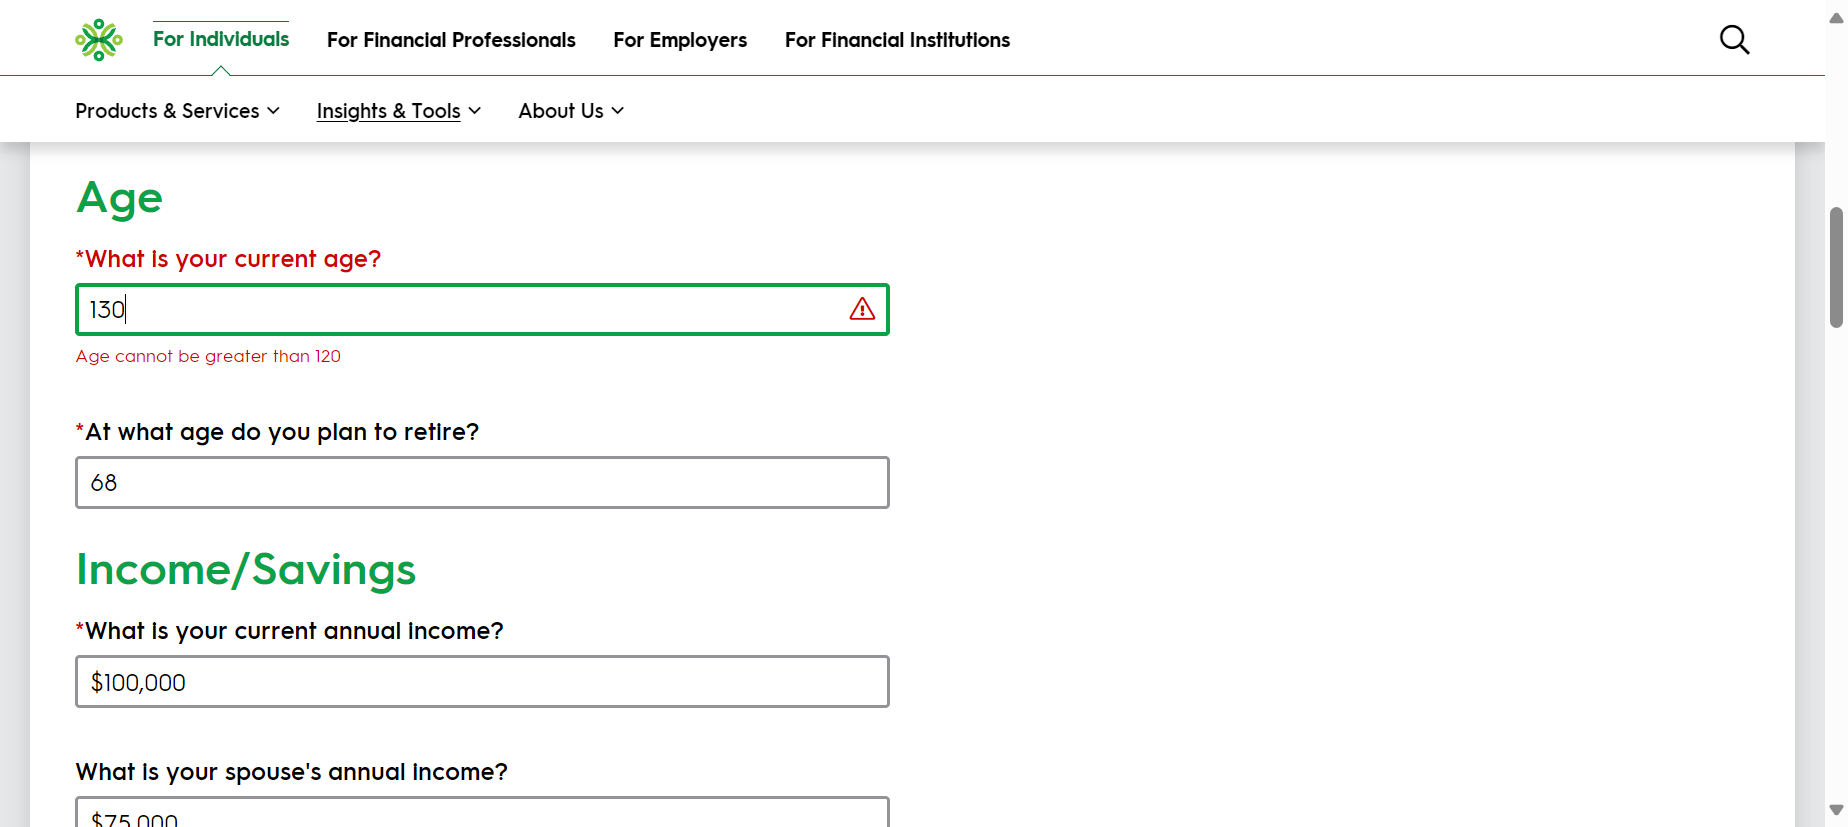 For Individuals
For Financial Professionals
For Employers
For Financial Institutions
Products & Services
Insights & Tools
About Us
Age
*What is your current age?
130
Age cannot be greater than 120
*At what age do you plan to retire?
68
Income/Savings
*What is your current annual income?
$100,000
What is your spouse's annual income?
$75,000